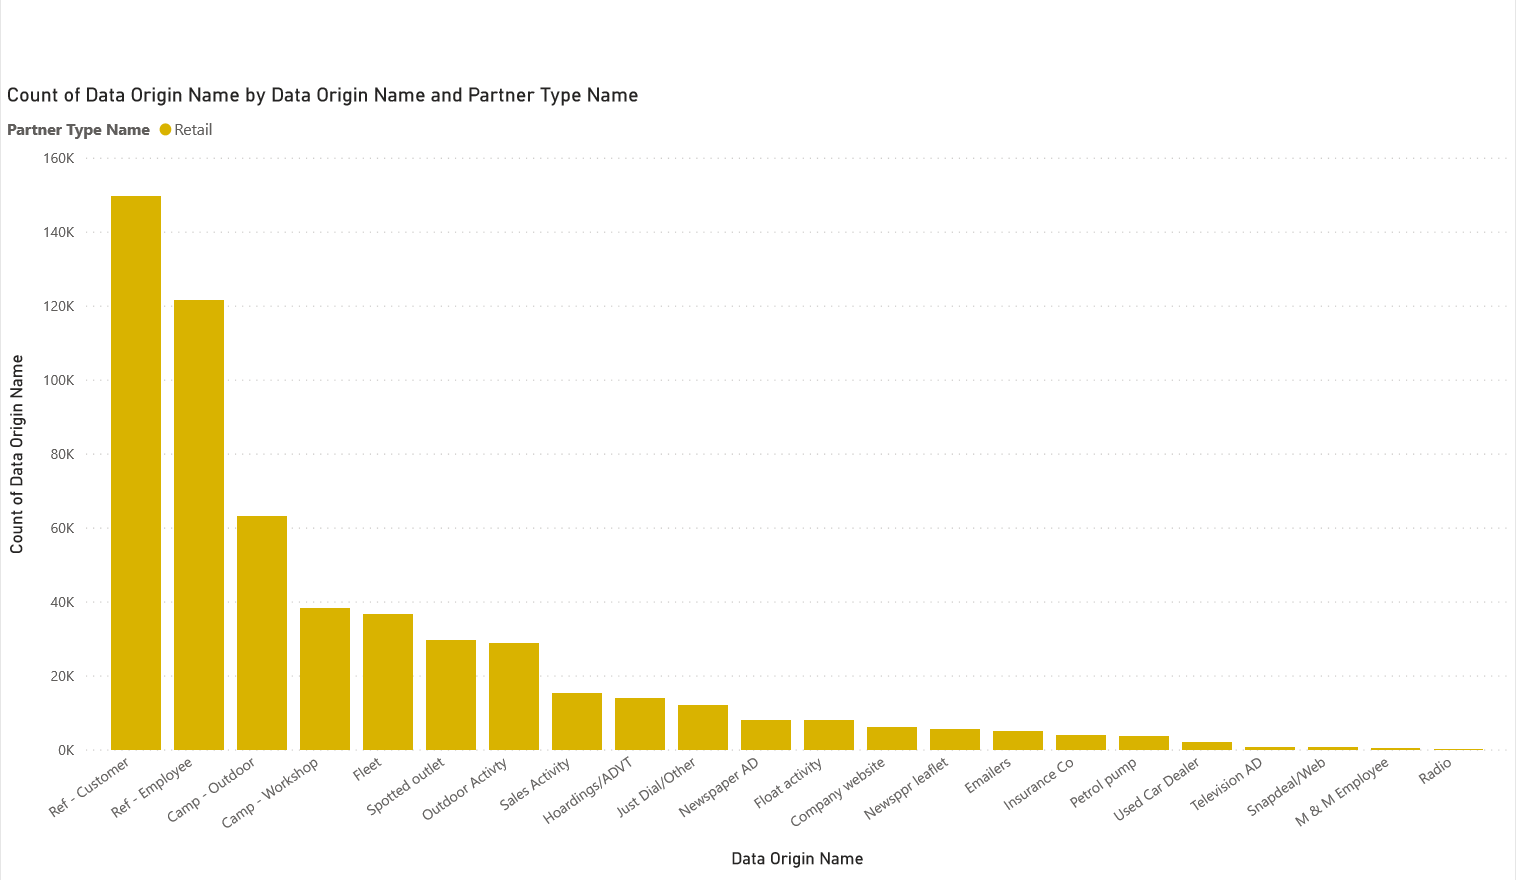 Count of Data Origin Name by Data Origin Name and Partner Type Name
Partner Type Name Retail
160K
140K
120K
100K
80K
60K
40K
20K
0K
Count of Data Origin Name
Ref - Customer
Ref - Employee
Camp - Outdoor
Camp - Workshop
Fleet
Spotted outlet
Outdoor Activty
Sales Activity
Hoardings/ADVT
Just Dial/Other
Newspaper AD
Float activity
Company website
Newsppr leaflet
Emailers
Insurance Co
Petrol pump
Used Car Dealer
Television AD
Snapdeal/Web
M & M Employee
Radio
Data Origin Name